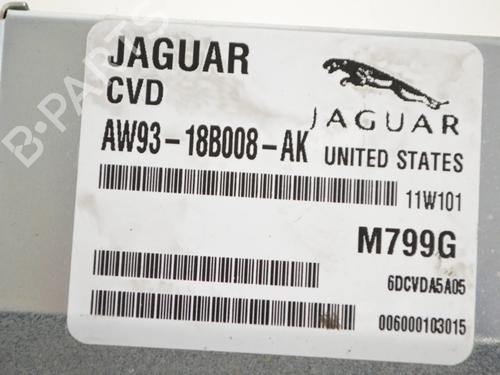 B-PARTS
JAGUAR
CVD
JAGUAR
AW93-18B008-AK
UNITED STATES
11W101
M799G
6DCVDA5A05
006000103015